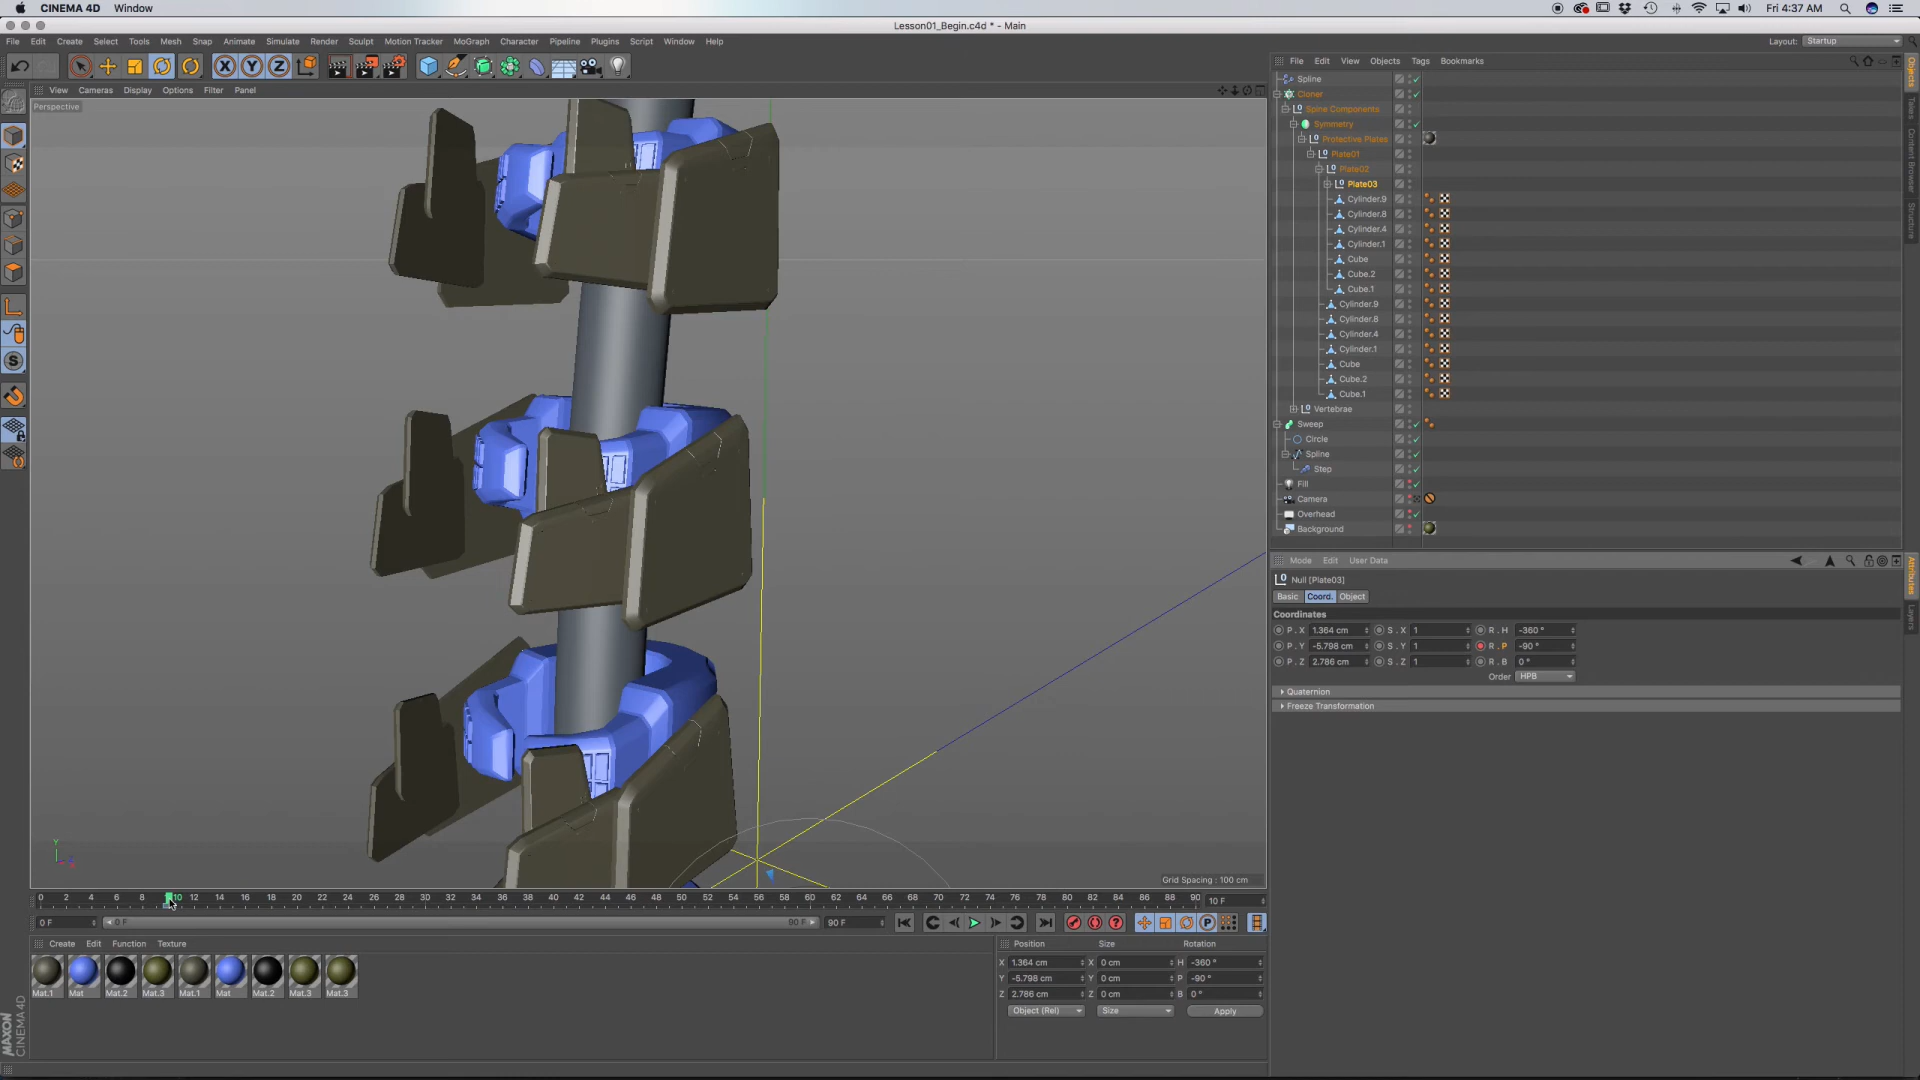 CINEMA 4D Window
Fri 4:37 AM
Lesson01_Begin.c4d * - Main
File Edit Create Select Tools Mesh Snap Animate Simulate Render Sculpt Motion Tracker MoGraph Character Pipeline Plugins Script Window Help
Layout: Startup
X Y Z
File Edit View Objects Tags Bookmarks
View Cameras Display Options Filter Panel
Perspective
Spline
Cloner
Spine Components
Symmetry
Protective Plates
Plate01
Plate02
Plate03
Cylinder.9
Cylinder.8
Cylinder.4
Cylinder.1
Cube
Cube.2
Cube.1
Cylinder.9
Cylinder.8
Cylinder.4
Cylinder.1
Cube
Cube.2
Cube.1
Vertebrae
Sweep
Circle
Spline
Step
Fill
Camera
Overhead
Background
Objects
Takes
Content Browser
Structure
Mode Edit User Data
Null [Plate03]
Basic Coord. Object
Coordinates
P . X 1.364 cm S . X 1 R . H -360 °
P . Y -5.798 cm S . Y 1 R . P -90 °
P . Z 2.786 cm S . Z 1 R . B 0 °
Order HPB
Quaternion
Freeze Transformation
Attributes
Layers
Y
Grid Spacing : 100 cm
0 2 4 6 8 10 12 14 16 18 20 22 24 26 28 30 32 34 36 38 40 42 44 46 48 50 52 54 56 58 60 62 64 66 68 70 72 74 76 78 80 82 84 86 88 90 10 F
0 F 0 F 90 F 90 F
Create Edit Function Texture
Mat.1 Mat Mat.2 Mat.3 Mat.1 Mat Mat.2 Mat.3 Mat.3
Position Size Rotation
X 1.364 cm X 0 cm H -360 °
Y -5.798 cm Y 0 cm P -90 °
Z 2.786 cm Z 0 cm B 0 °
Object (Rel) Size Apply
MAXON
CINEMA 4D